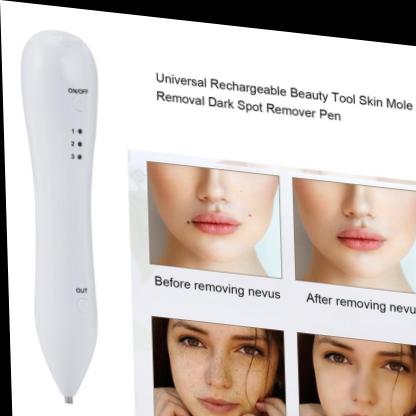 ON/OFF
1
2
3
OUT
Universal Rechargeable Beauty Tool Skin Mole
Removal Dark Spot Remover Pen
Before removing nevus
After removing nevu